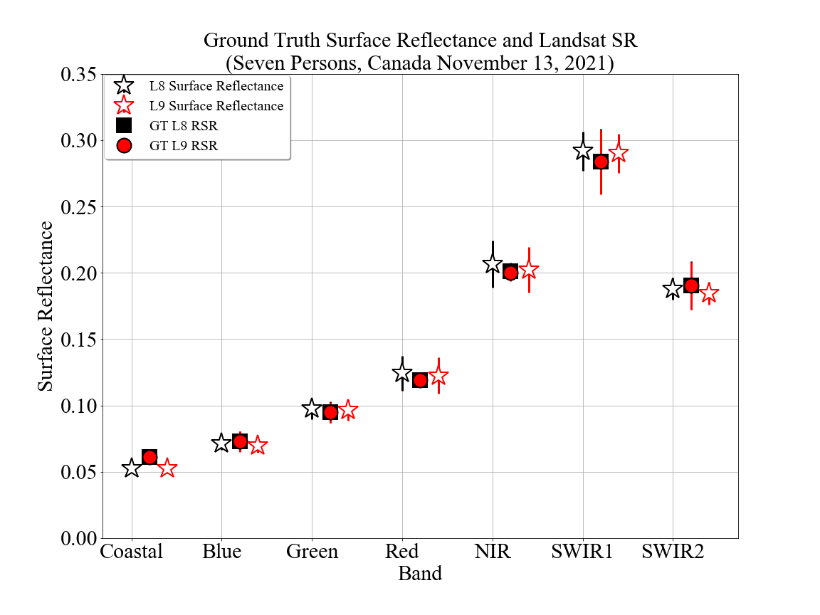 Ground Truth Surface Reflectance and Landsat SR
(Seven Persons, Canada November 13, 2021)
L8 Surface Reflectance
L9 Surface Reflectance
GT L8 RSR
GT L9 RSR
Surface Reflectance
0.35
0.30
0.25
0.20
0.15
0.10
0.05
0.00
Coastal Blue Green Red NIR SWIR1 SWIR2
Band